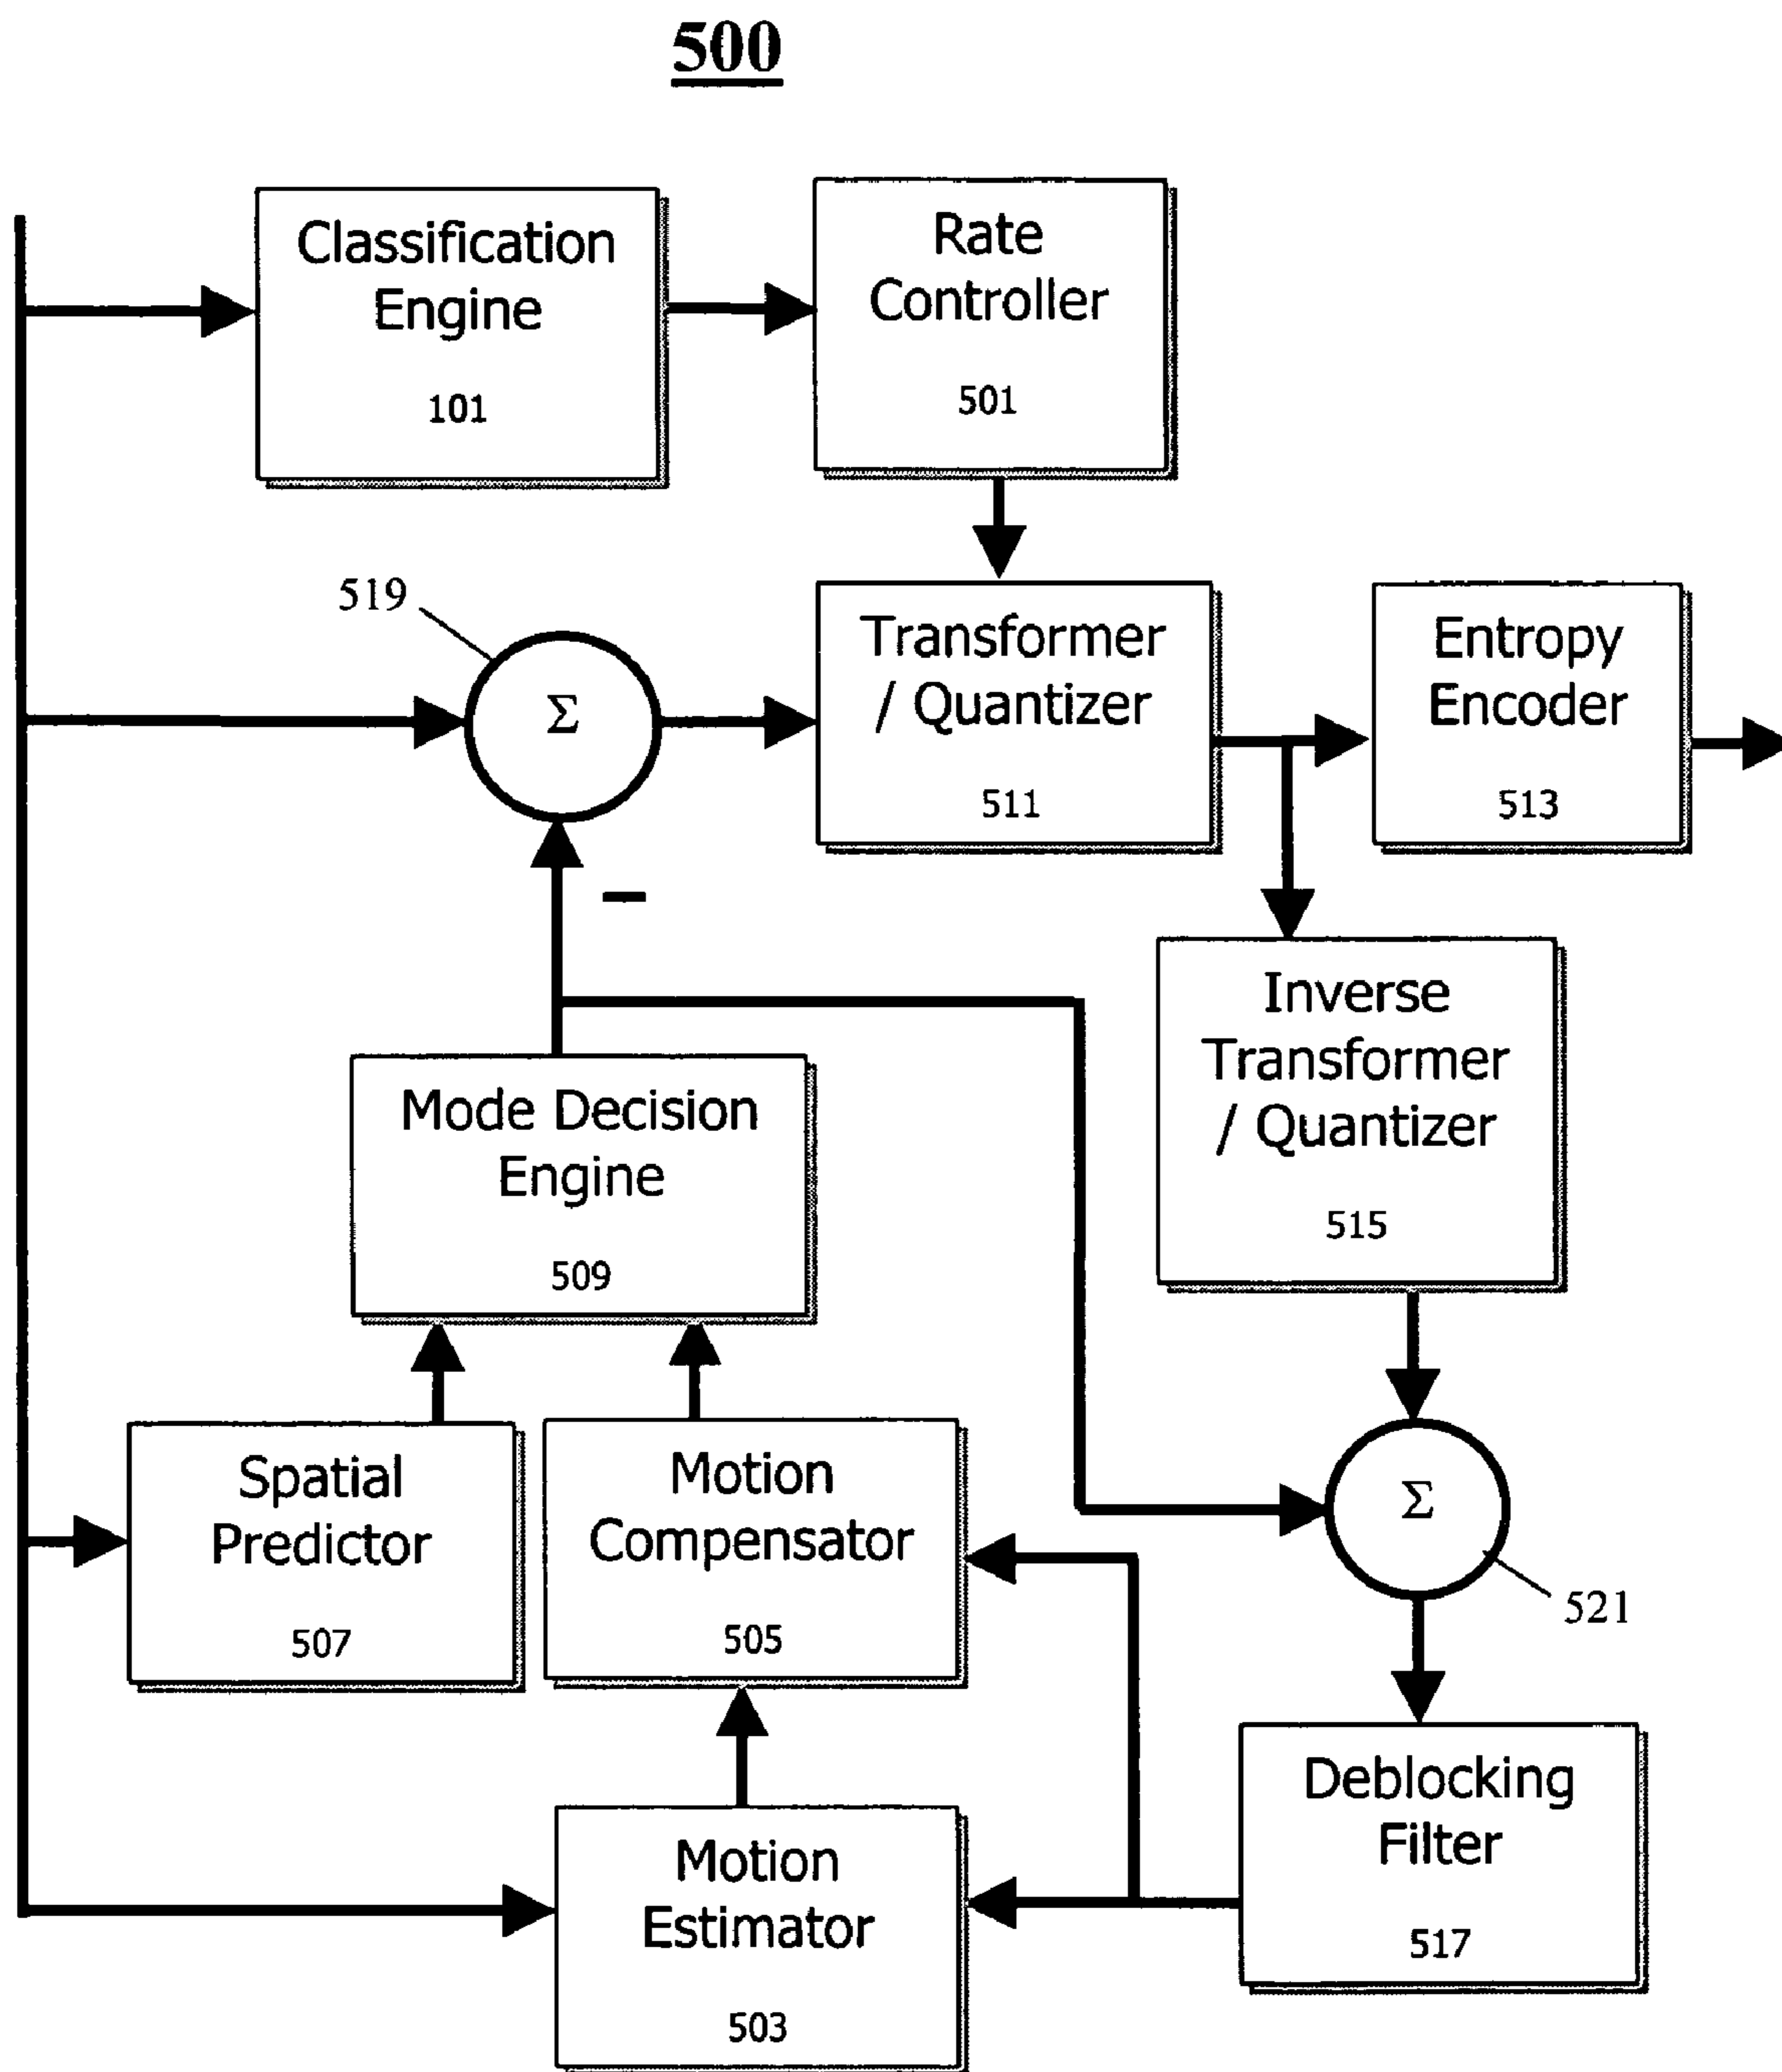 500
Classification
Engine
101
Rate
Controller
501
519
Σ
Transformer
/ Quantizer
511
Entropy
Encoder
513
–
Inverse
Transformer
/ Quantizer
515
Mode Decision
Engine
509
Spatial
Predictor
507
Motion
Compensator
505
Σ
521
Deblocking
Filter
517
Motion
Estimator
503